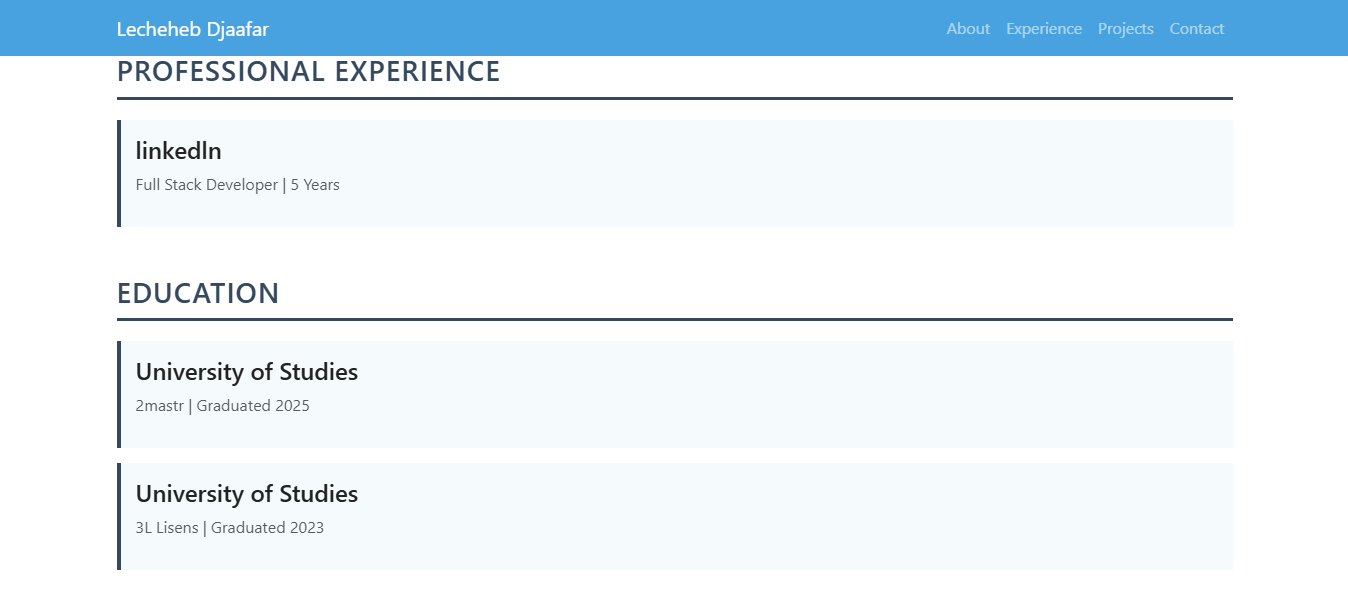 Lecheheb Djaafar
About Experience Projects Contact
PROFESSIONAL EXPERIENCE
linkedIn
Full Stack Developer | 5 Years
EDUCATION
University of Studies
2mastr | Graduated 2025
University of Studies
3L Lisens | Graduated 2023